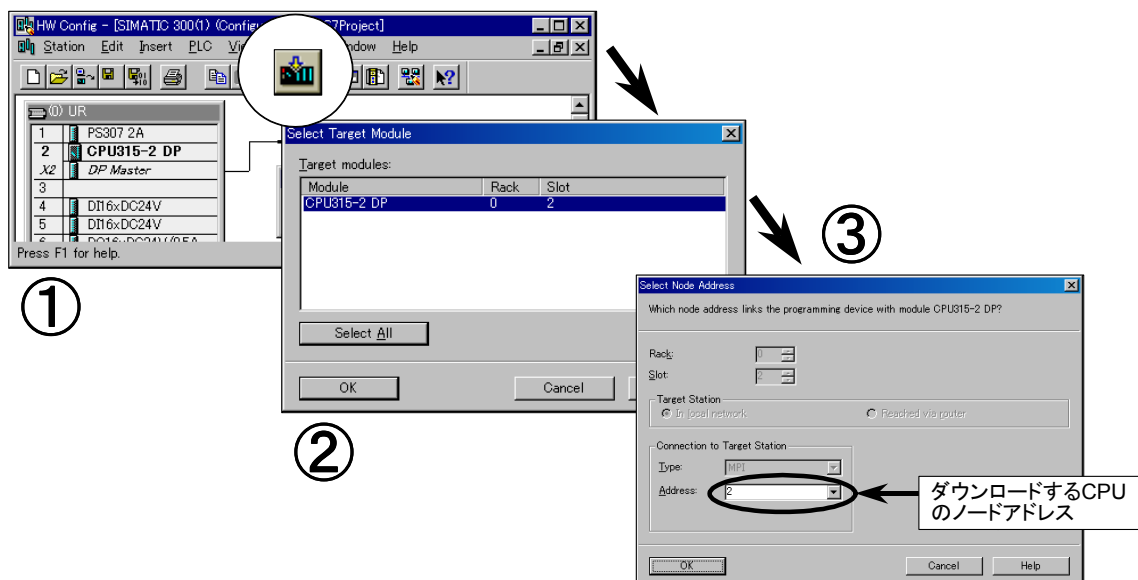 HW Config - [SIMATIC 300(1) (Config 7Project]
Station Edit Insert PLC Window Help
(0) UR
1 PS307 2A
2 CPU315-2 DP
X2 DP Master
3
4 DI16xDC24V
5 DI16xDC24V
6
Press F1 for help.
①
Select Target Module
Target modules:
Module Rack Slot
CPU315-2 DP 0 2
Select All
OK Cancel
②
③
Select Node Address
Which node address links the programming device with module CPU315-2 DP?
Rack: 0
Slot: 2
Target Station
In local network Reached via router
Connection to Target Station
Type: MPI
Address: 2
ダウンロードするCPU
のノードアドレス
OK Cancel Help